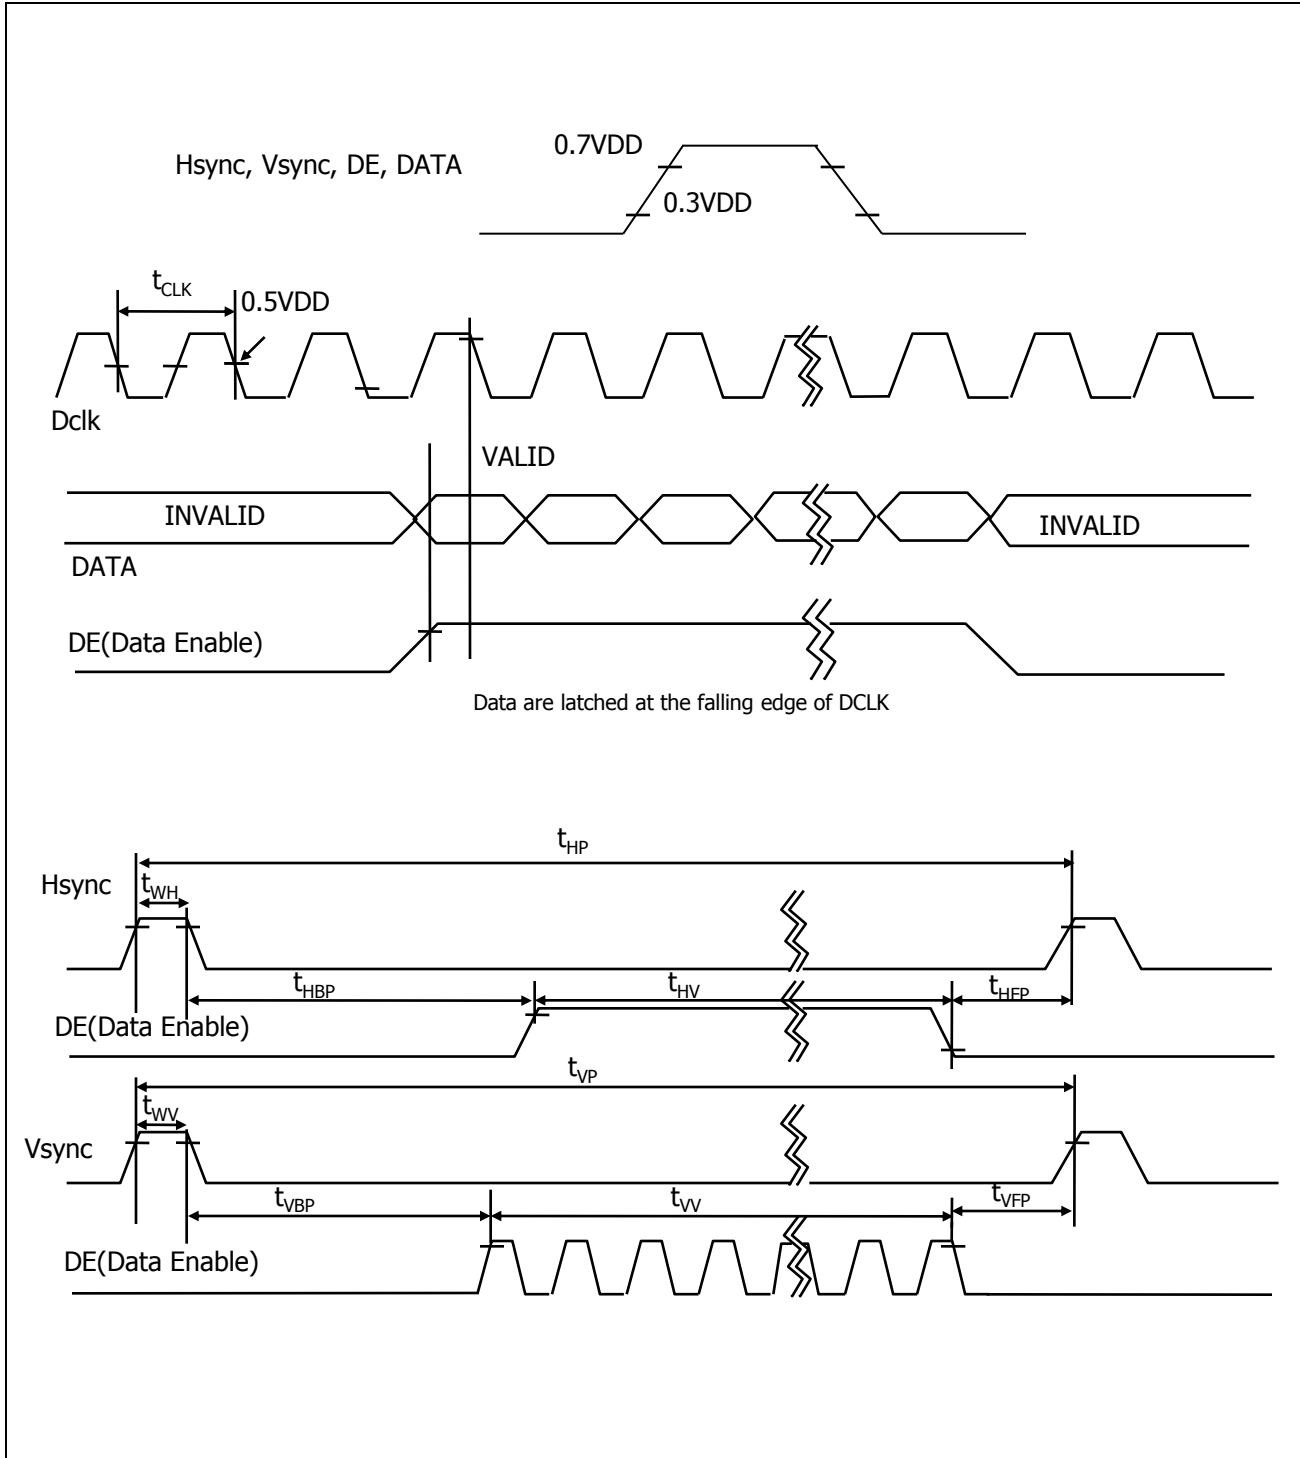 0.7VDD
Hsync, Vsync, DE, DATA
0.3VDD
tCLK
0.5VDD
Dclk
VALID
INVALID
INVALID
DATA
DE(Data Enable)
Data are latched at the falling edge of DCLK
tHP
Hsync
tWH
tHBP
tHV
tHFP
DE(Data Enable)
tVP
tWV
Vsync
tVBP
tVV
tVFP
DE(Data Enable)